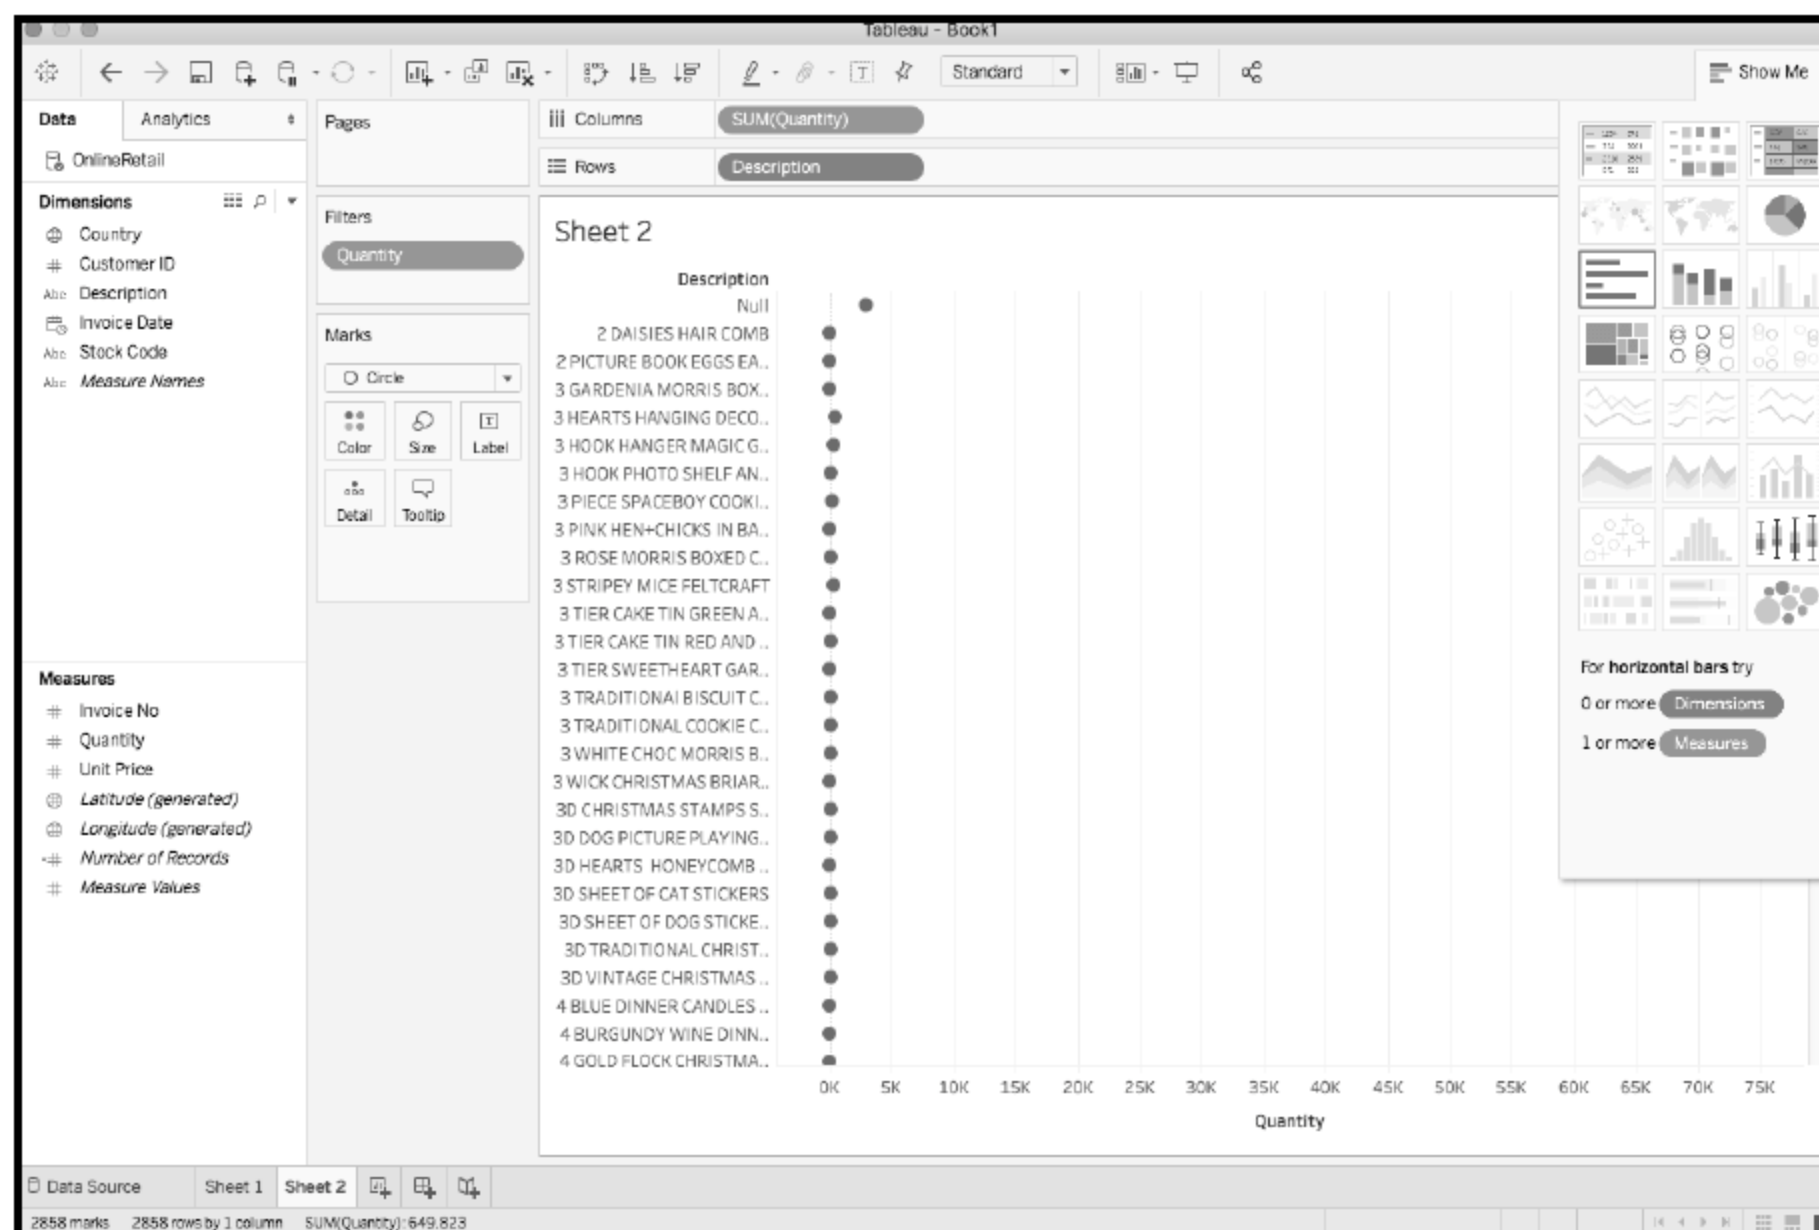 Tableau - Book1
Standard
Show Me
Data
Analytics
OnlineRetail
Dimensions
Country
# Customer ID
Abc Description
Invoice Date
Abc Stock Code
Abc Measure Names
Measures
# Invoice No
# Quantity
# Unit Price
Latitude (generated)
Longitude (generated)
=# Number of Records
# Measure Values
Pages
Filters
Quantity
Marks
Circle
Color
Size
Label
Detail
Tooltip
Columns
SUM(Quantity)
Rows
Description
Sheet 2
Description
Null
2 DAISIES HAIR COMB
2 PICTURE BOOK EGGS EA..
3 GARDENIA MORRIS BOX..
3 HEARTS HANGING DECO..
3 HOOK HANGER MAGIC G..
3 HOOK PHOTO SHELF AN..
3 PIECE SPACEBOY COOKI..
3 PINK HEN+CHICKS IN BA..
3 ROSE MORRIS BOXED C..
3 STRIPEY MICE FELTCRAFT
3 TIER CAKE TIN GREEN A..
3 TIER CAKE TIN RED AND ..
3 TIER SWEETHEART GAR..
3 TRADITIONAl BISCUIT C..
3 TRADITIONAL COOKIE C..
3 WHITE CHOC MORRIS B..
3 WICK CHRISTMAS BRIAR..
3D CHRISTMAS STAMPS S..
3D DOG PICTURE PLAYING..
3D HEARTS HONEYCOMB ..
3D SHEET OF CAT STICKERS
3D SHEET OF DOG STICKE..
3D TRADITIONAL CHRIST..
3D VINTAGE CHRISTMAS ..
4 BLUE DINNER CANDLES ..
4 BURGUNDY WINE DINN..
4 GOLD FLOCK CHRISTMA..
0K 5K 10K 15K 20K 25K 30K 35K 40K 45K 50K 55K 60K 65K 70K 75K
Quantity
For horizontal bars try
0 or more Dimensions
1 or more Measures
Data Source
Sheet 1
Sheet 2
2858 marks 2858 rows by 1 column SUM(Quantity): 649,823